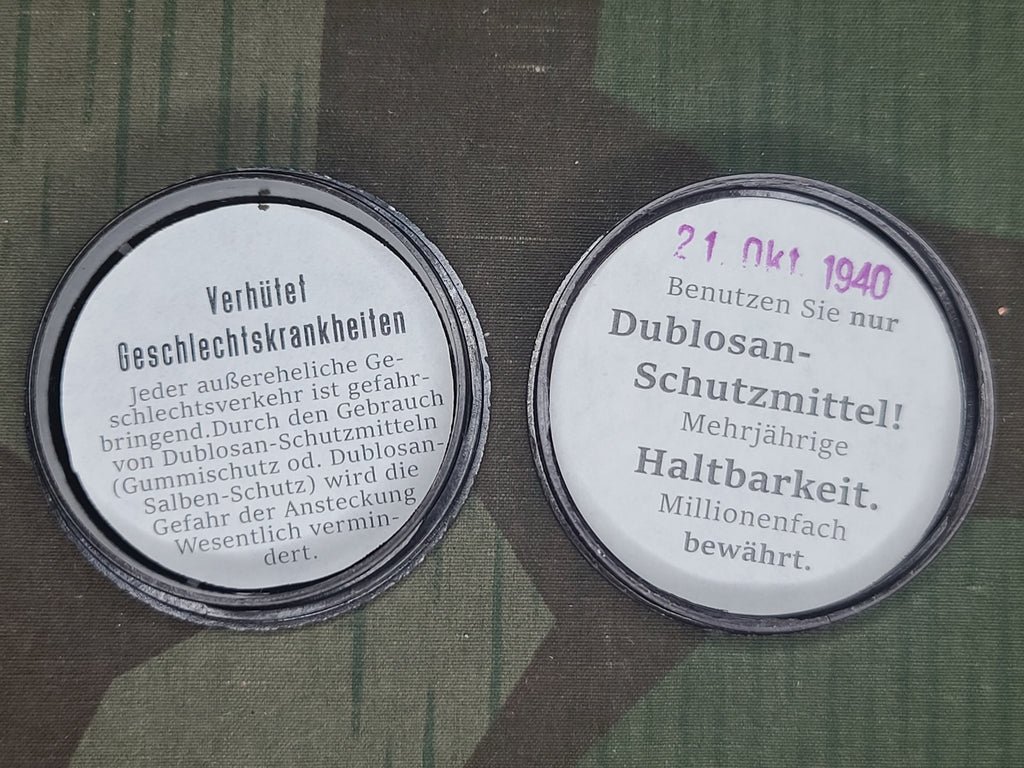 Verhütet
Geschlechtskrankheiten
Jeder außereheliche Ge-
schlechtsverkehr ist gefahr-
bringend.Durch den Gebrauch
von Dublosan-Schutzmitteln
(Gummischutz od. Dublosan-
Salben-Schutz) wird die
Gefahr der Ansteckung
Wesentlich vermin-
dert.
21. Okt. 1940
Benutzen Sie nur
Dublosan-
Schutzmittel!
Mehrjährige
Haltbarkeit.
Millionenfach
bewährt.